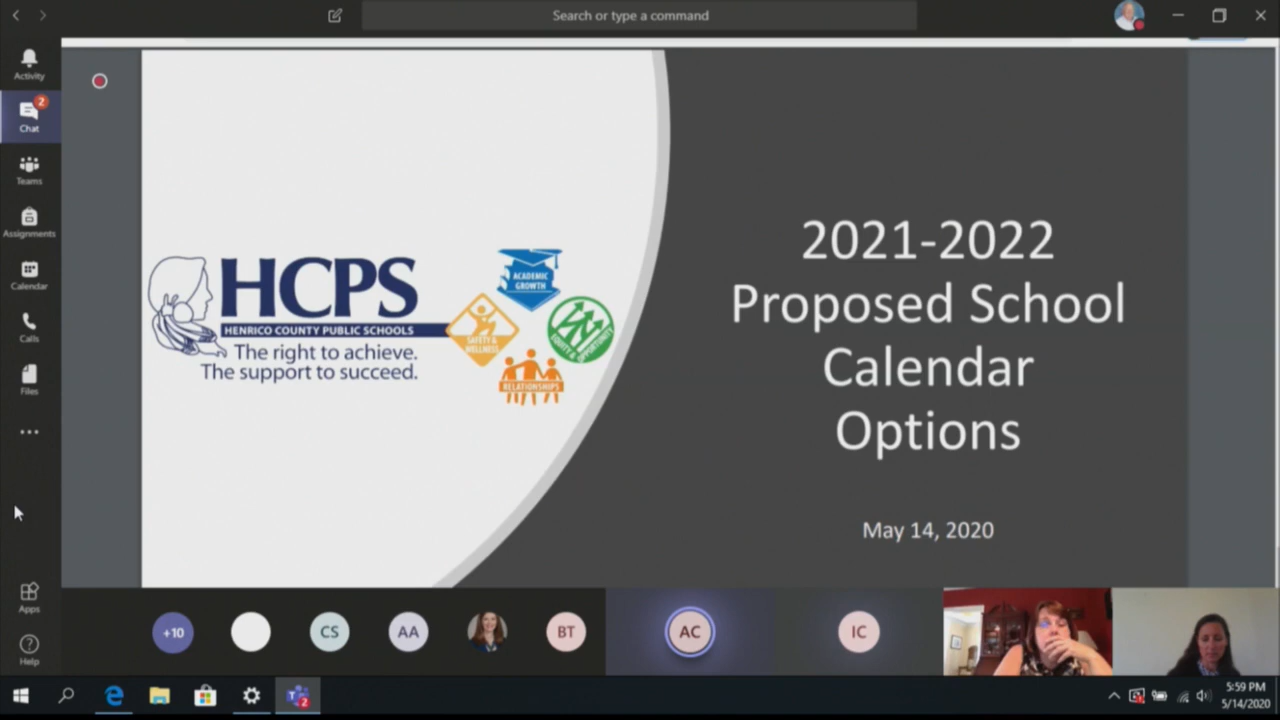 Search or type a command
Activity
2
Chat
Teams
Assignments
Calendar
Calls
Files
Apps
Help
HCPS
HENRICO COUNTY PUBLIC SCHOOLS
The right to achieve.
The support to succeed.
ACADEMIC
GROWTH
SAFETY &
WELLNESS
EQUITY & OPPORTUNITY
RELATIONSHIPS
2021-2022
Proposed School
Calendar
Options
May 14, 2020
+10
CS
AA
BT
AC
IC
2
5:59 PM
5/14/2020